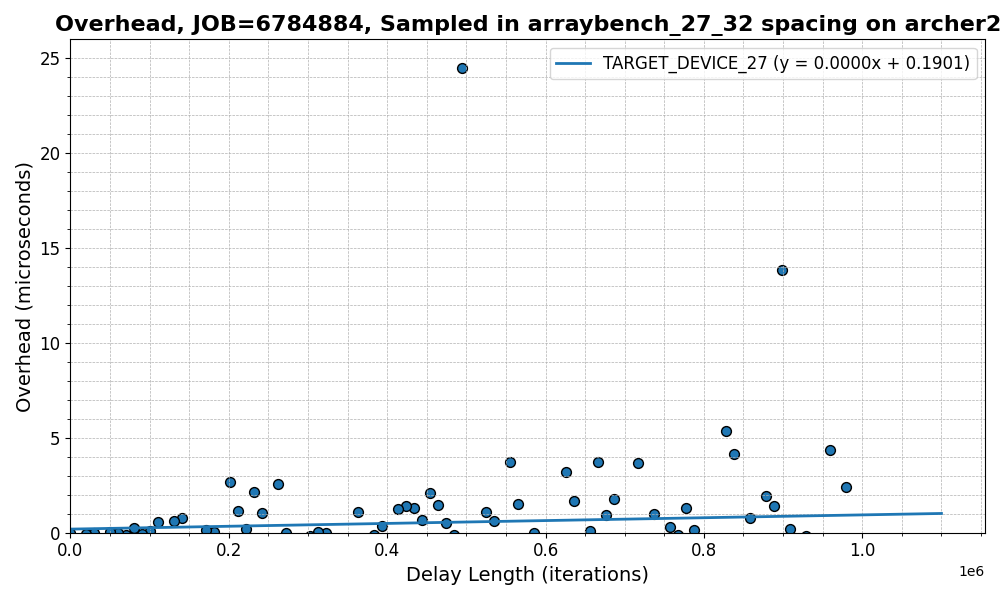 Overhead, JOB=6784884, Sampled in arraybench_27_32 spacing on archer2
TARGET_DEVICE_27 (y = 0.0000x + 0.1901)
Overhead (microseconds)
25
20
15
10
5
0
0.0 0.2 0.4 0.6 0.8 1.0
1e6
Delay Length (iterations)